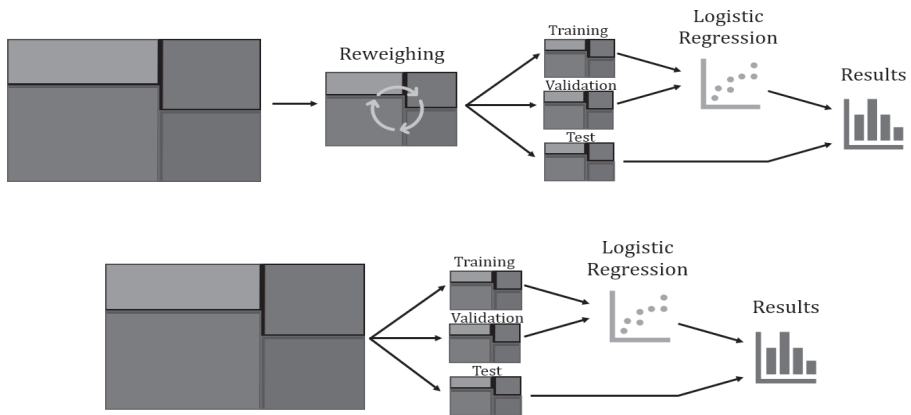 Reweighing
Training
Validation
Test
Logistic
Regression
Results
Training
Validation
Test
Logistic
Regression
Results